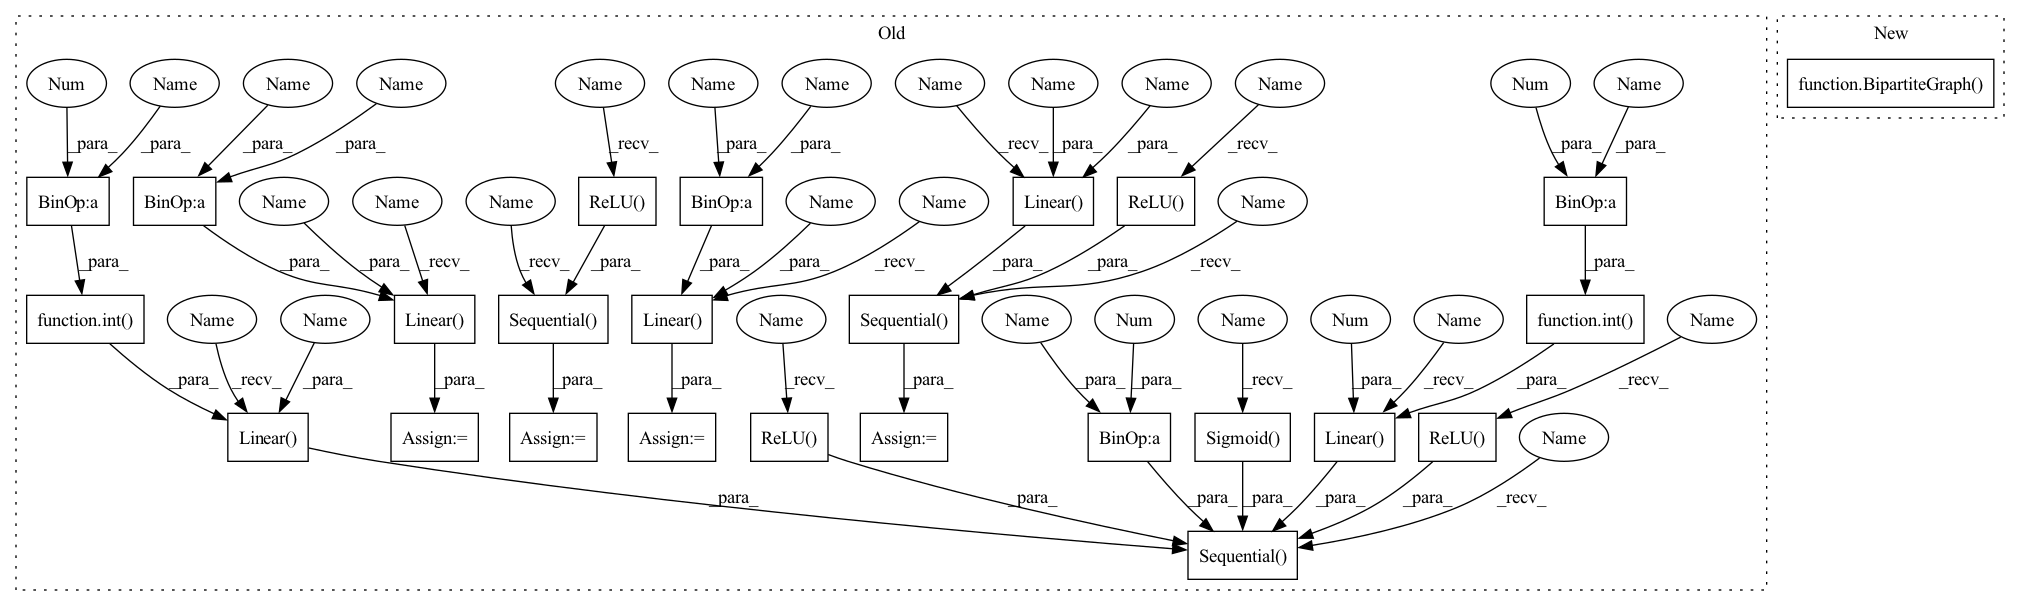 Old
New
Num
Name
Name
Name
Name
Name
Name
Name
Name
Name
Name
Num
Name
function.BipartiteGraph()
_para_
_para_
_para_
_para_
_recv_
_para_
_para_
_recv_
_para_
_para_
_recv_
_para_
_para_
BinOp:a
BinOp:a
Name
Name
Name
ReLU()
BinOp:a
Name
Name
Linear()
ReLU()
Name
BinOp:a
_para_
_para_
_para_
_recv_
_recv_
_para_
_para_
_para_
_recv_
_para_
_para_
_recv_
_para_
function.int()
Name
Name
Linear()
Sequential()
Linear()
Name
Sequential()
Name
Num
Name
Num
Name
function.int()
Name
_para_
_recv_
_para_
_para_
_para_
_para_
_recv_
_para_
_para_
_para_
_recv_
_para_
_recv_
_para_
_recv_
Linear()
Assign:=
Assign:=
Assign:=
ReLU()
Assign:=
BinOp:a
Sigmoid()
Linear()
ReLU()
Name
_para_
_para_
_para_
_para_
_para_
_para_
_recv_
Sequential()